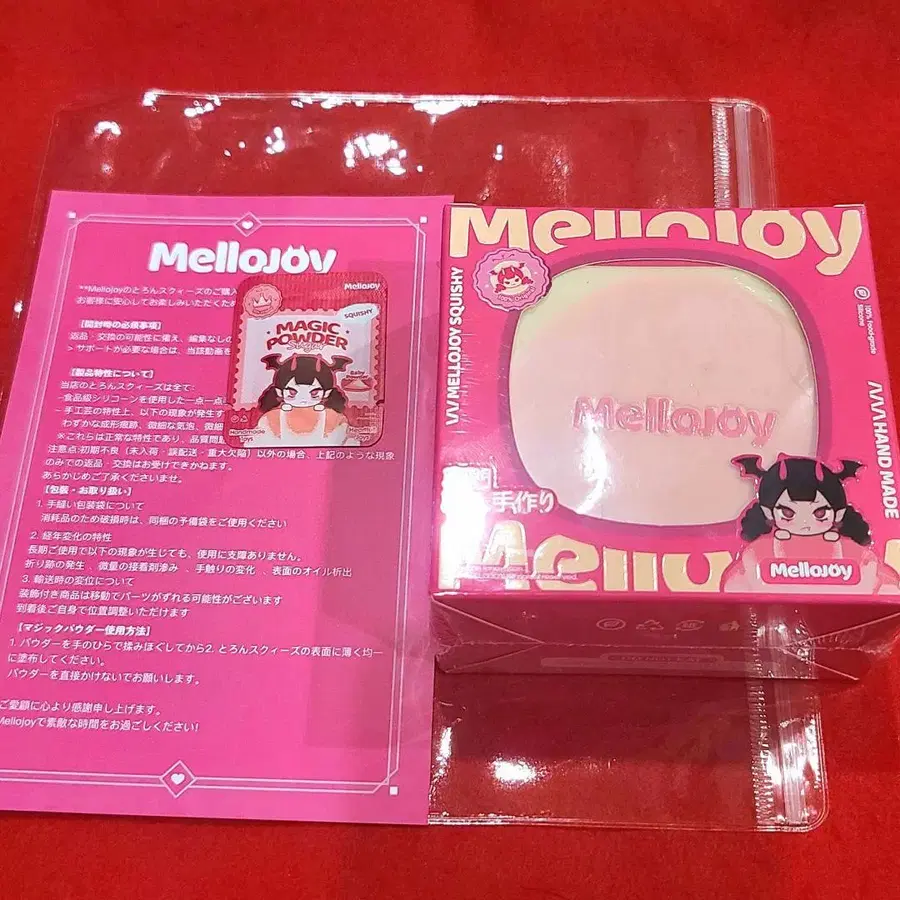 Mellojoy
**Mellojoyのとろんスクィーズのご購入
お客様に安心してお楽しみいただくため
【開封時の必須事項】
返品・交換の可能性に備え、編集なしの
> サポートが必要な場合は、当該動画を
【製品特性について】
当店のとろんスクィーズは全て:
一食品級シリコーンを使用した一点一点
一手工芸の特性上、以下の現象が発生す
わずかな成形痕跡、微細な気泡、微細
※これらは正常な特性であり、品質問題
注意点:初期不良（未入荷・誤配送・重大欠陥）以外の場合、上記のような現象
のみでの返品・交換はお受けできかねます。
あらかじめご了承くださいませ。
【包装・お取り扱い】
1. 手縫い包装袋について
消耗品のため破損時は、同梱の予備袋をご使用ください
2. 経年変化の特性
長期ご使用で以下の現象が生じても、使用に支障ありません。
折り跡の発生 、微量の接着剤滲み 、手触りの変化 、表面のオイル析出
3. 輸送時の変位について
装飾付き商品は移動でパーツがずれる可能性がございます
到着後ご自身で位置調整いただけます
【マジックパウダー使用方法】
1. パウダーを手のひらで揉みほぐしてから2. とろんスクィーズの表面に薄く均一
に塗布してください。
パウダーを直接かけないでお願いします。
ご愛顧に心より感謝申し上げます。
Mellojoyで素敵な時間をお過ごしください!
Mellojoy
SQUISHY
MAGIC
POWDER
Baby
Handmade
Toys
Mellojoy
MELLOJOY SQUISHY
100% Food-grade
Silicone
HAND MADE
Mellojoy
手作り
Mellojoy